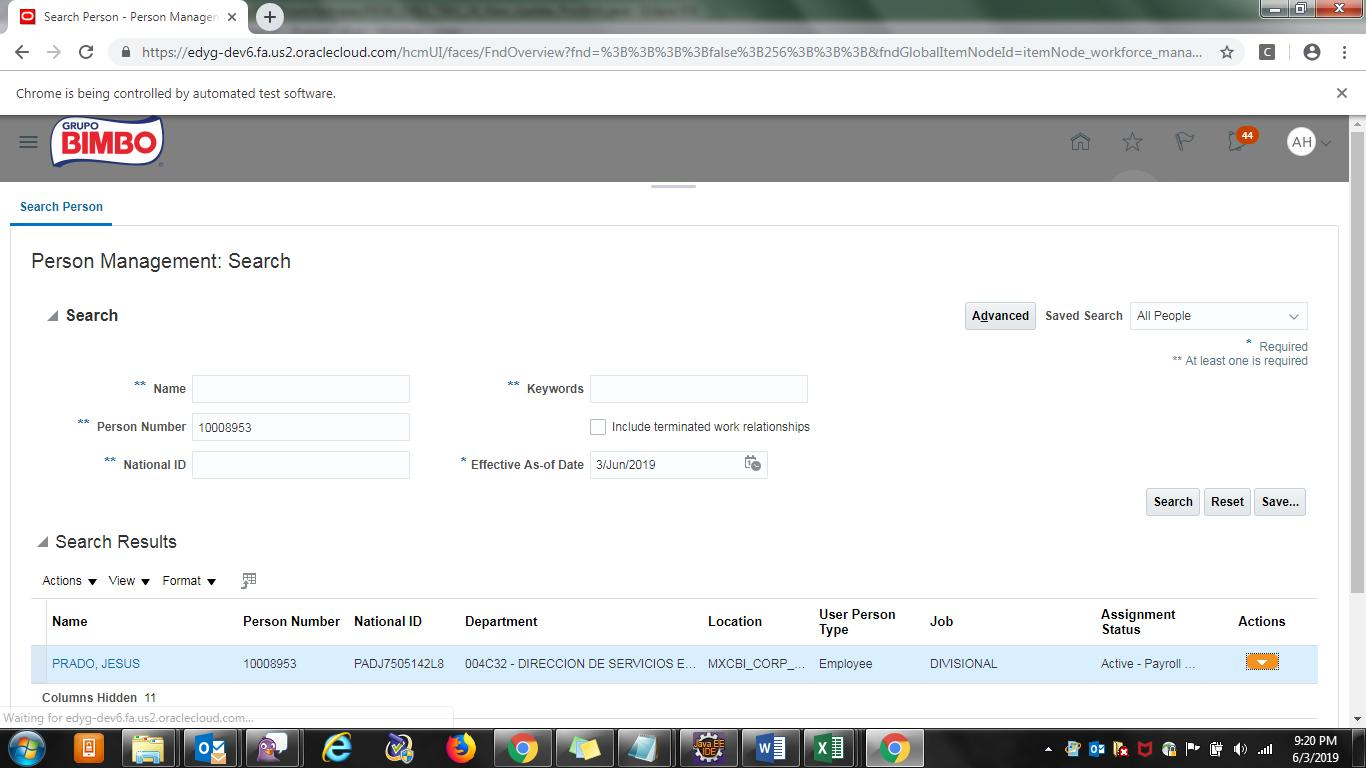 Search Person - Person Managen
https://edyg-dev6.fa.us2.oraclecloud.com/hcmUI/faces/FndOverview?fnd=%3B%3B%3B%3Bfalse%3B256%3B%3B%3B&fndGlobalItemNodeId=itemNode_workforce_mana...
C
Chrome is being controlled by automated test software.
GRUPO
BIMBO
44
AH
Search Person
Person Management: Search
Search
Advanced Saved Search All People
* Required
** At least one is required
** Name ** Keywords
** Person Number 10008953 Include terminated work relationships
** National ID * Effective As-of Date 3/Jun/2019
Search Reset Save...
Search Results
Actions View Format
Name Person Number National ID Department Location User Person Type Job Assignment Status Actions
PRADO, JESUS 10008953 PADJ7505142L8 004C32 - DIRECCION DE SERVICIOS E... MXCBI_CORP_... Employee DIVISIONAL Active - Payroll ...
Columns Hidden 11
Waiting for edyg-dev6.fa.us2.oraclecloud.com...
Java EE
IDE
9:20 PM
6/3/2019